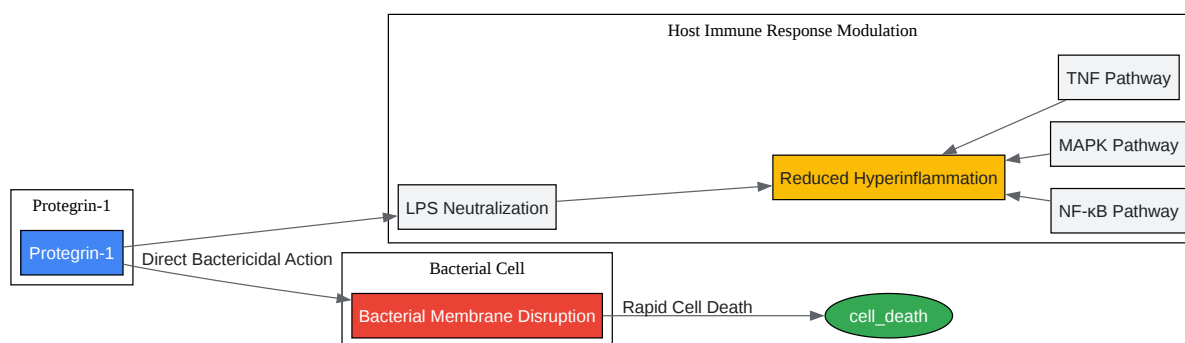 Host Immune Response Modulation
TNF Pathway
MAPK Pathway
Reduced Hyperinflammation
NF-κB Pathway
LPS Neutralization
Protegrin-1
Protegrin-1
Direct Bactericidal Action
Bacterial Cell
Bacterial Membrane Disruption
Rapid Cell Death
cell_death